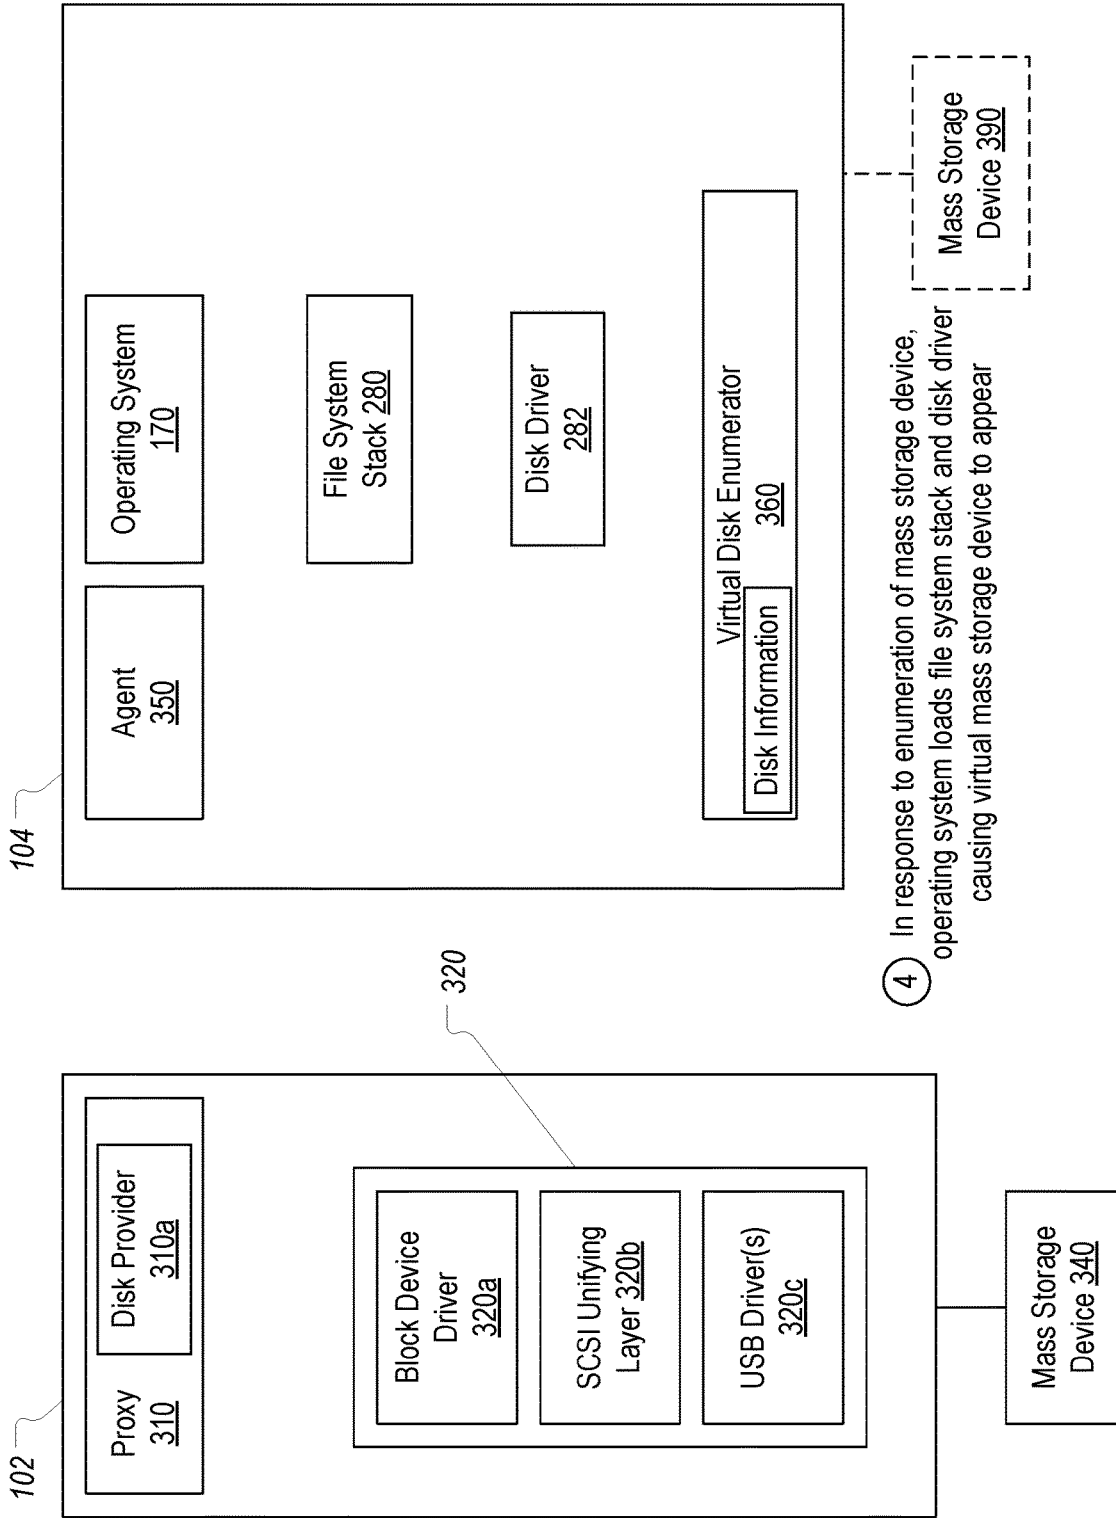 102
Proxy
310
Disk Provider
310a
320
Block Device
Driver
320a
SCSI Unifying
Layer 320b
USB Driver(s)
320c
Mass Storage
Device 340
104
Agent
350
Operating System
170
File System
Stack 280
Disk Driver
282
Virtual Disk Enumerator
360
Disk Information
Mass Storage
Device 390
4 In response to enumeration of mass storage device,
operating system loads file system stack and disk driver
causing virtual mass storage device to appear